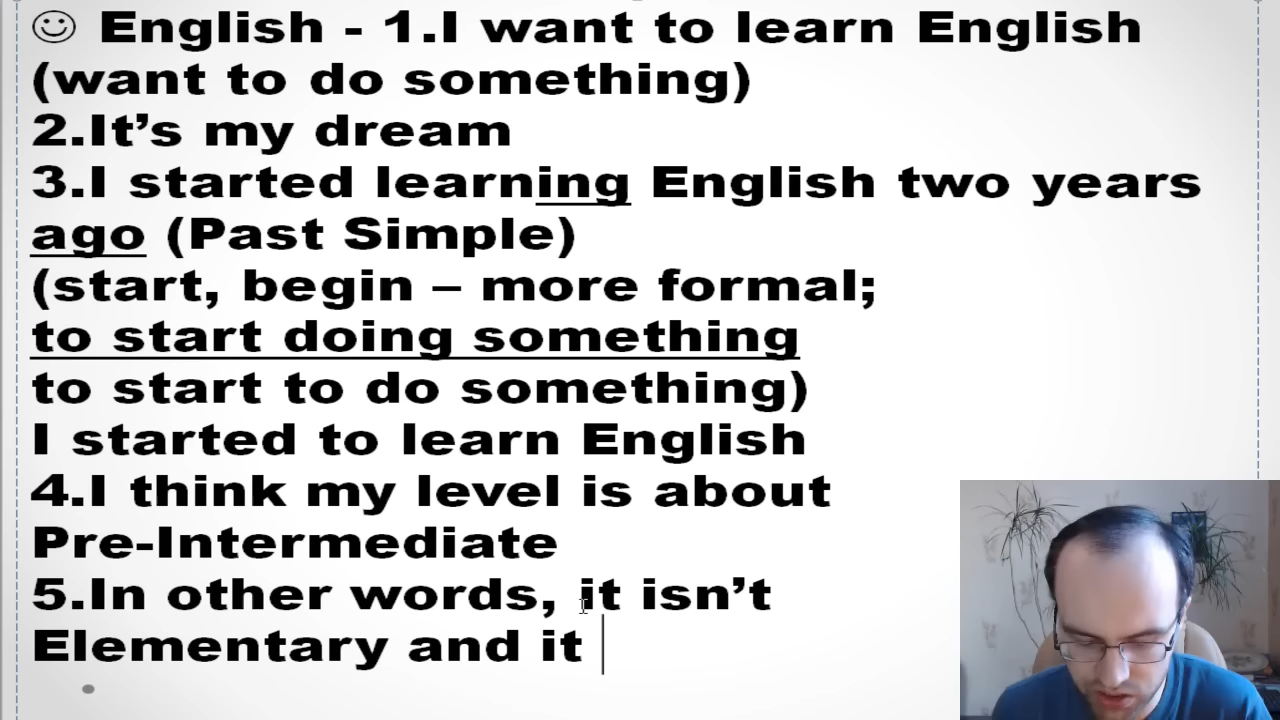 ☺ English - 1.I want to learn English
(want to do something)
2.It’s my dream
3.I started learning English two years
ago (Past Simple)
(start, begin – more formal;
to start doing something
to start to do something)
I started to learn English
4.I think my level is about
Pre-Intermediate
5.In other words, it isn’t
Elementary and it